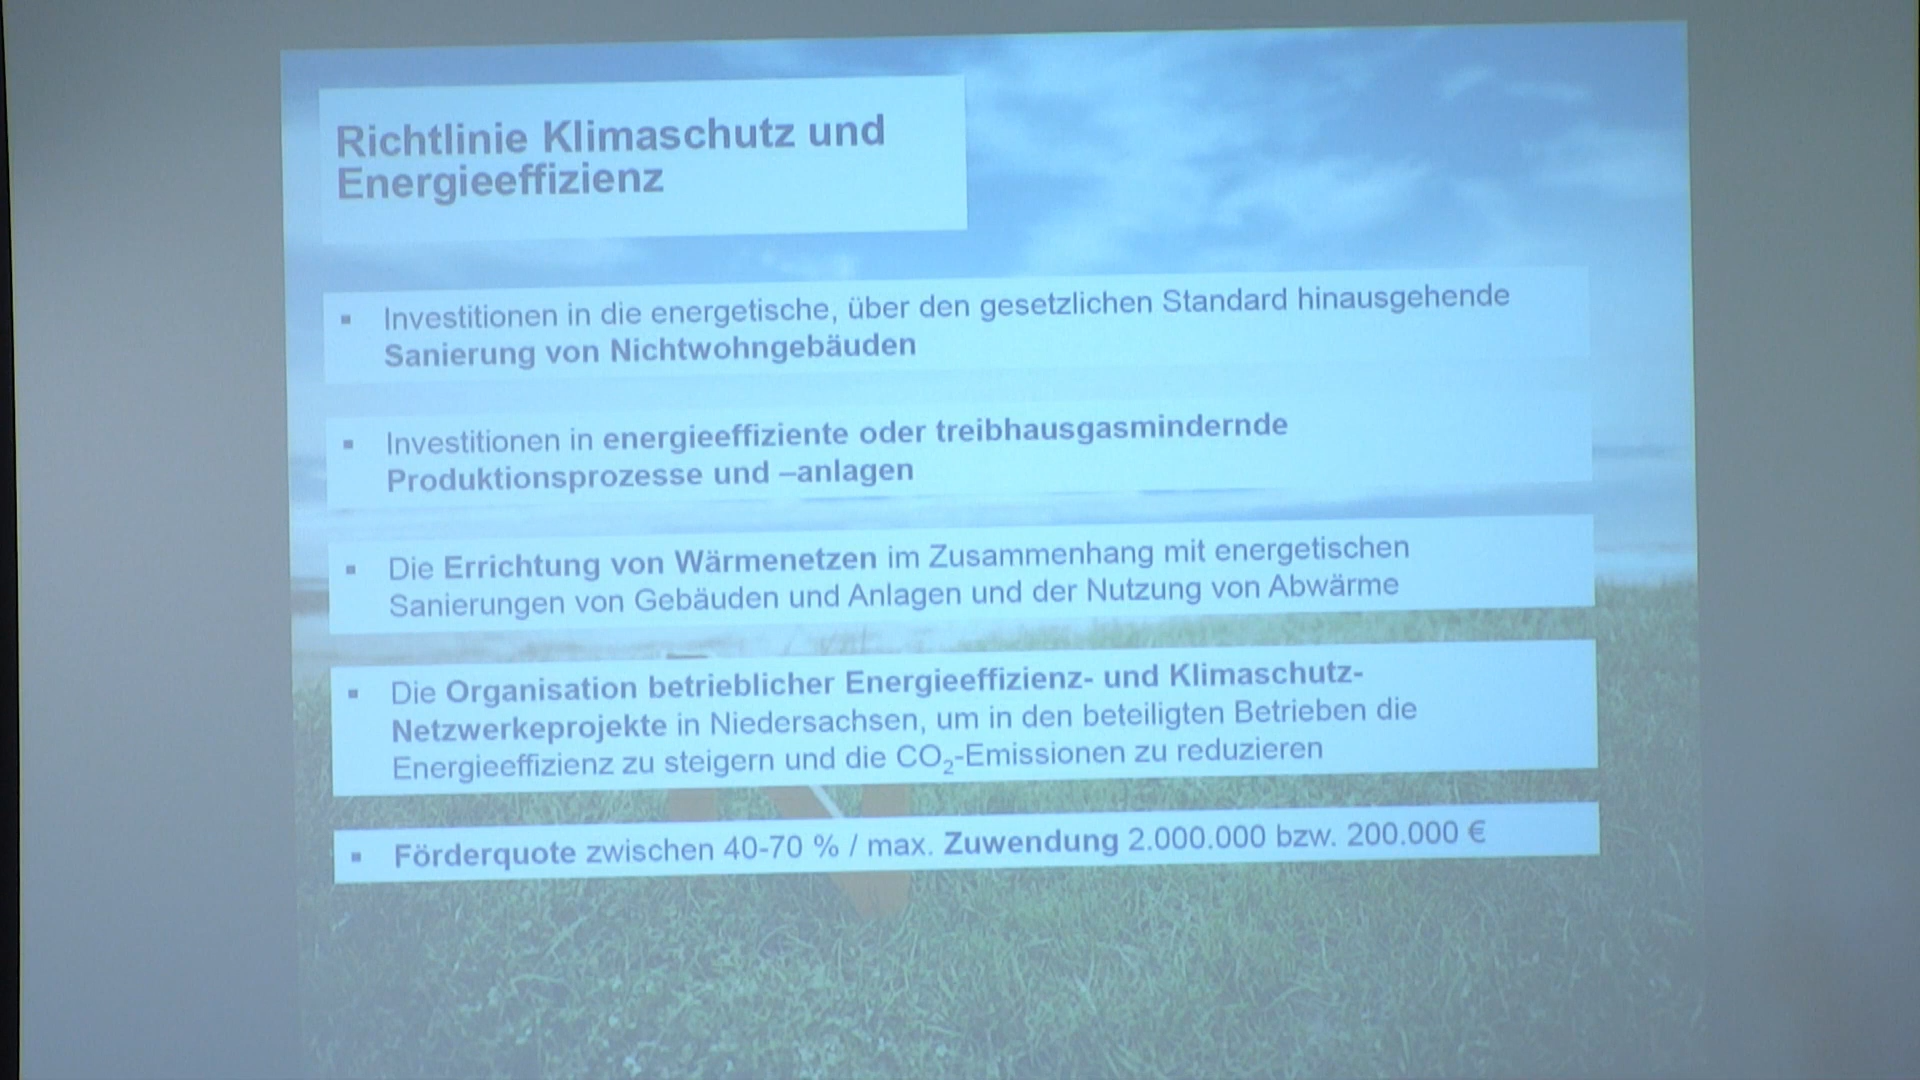 Richtlinie Klimaschutz und
Energieeffizienz
▪ Investitionen in die energetische, über den gesetzlichen Standard hinausgehende
Sanierung von Nichtwohngebäuden
▪ Investitionen in energieeffiziente oder treibhausgasmindernde
Produktionsprozesse und –anlagen
▪ Die Errichtung von Wärmenetzen im Zusammenhang mit energetischen
Sanierungen von Gebäuden und Anlagen und der Nutzung von Abwärme
▪ Die Organisation betrieblicher Energieeffizienz- und Klimaschutz-
Netzwerkeprojekte in Niedersachsen, um in den beteiligten Betrieben die
Energieeffizienz zu steigern und die CO₂-Emissionen zu reduzieren
▪ Förderquote zwischen 40-70 % / max. Zuwendung 2.000.000 bzw. 200.000 €